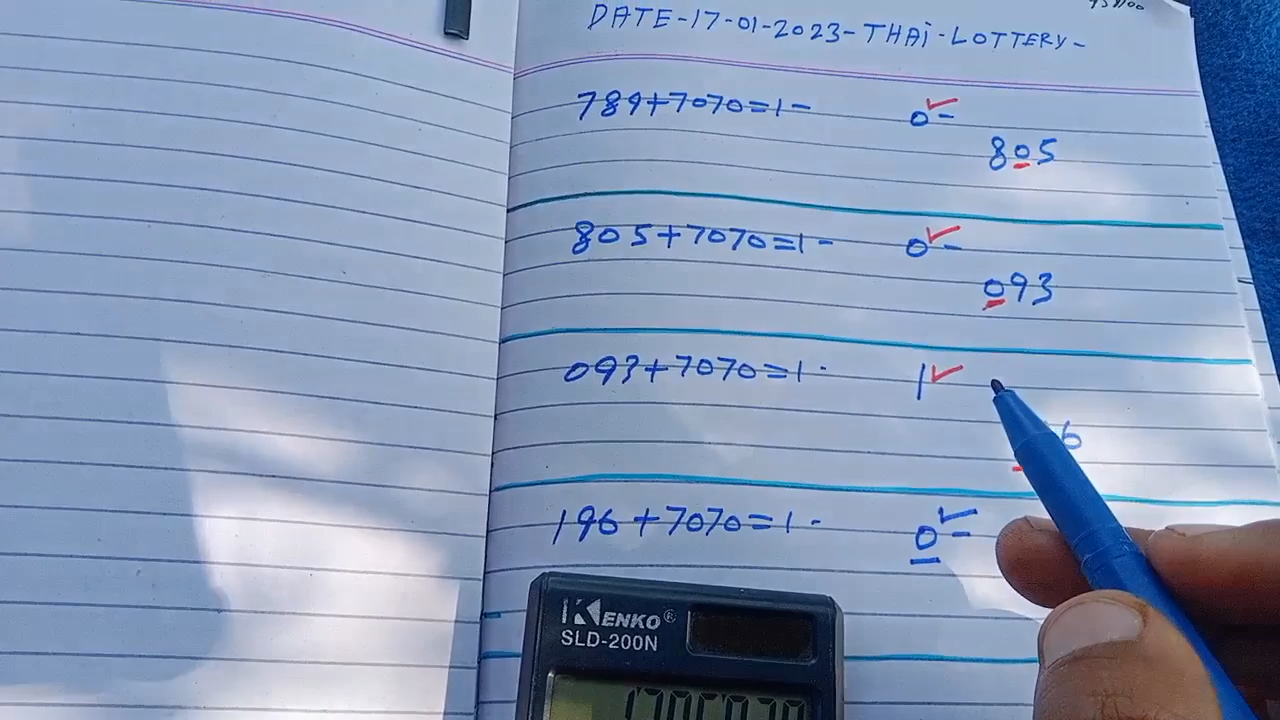 DATE-17-01-2023-THAI-LOTTERY-
789+7070=1- 0-
805
805+7070=1- 0-
093
093+7070=1- 1
6
196+7070=1- 0-
KENKO®
SLD-200N